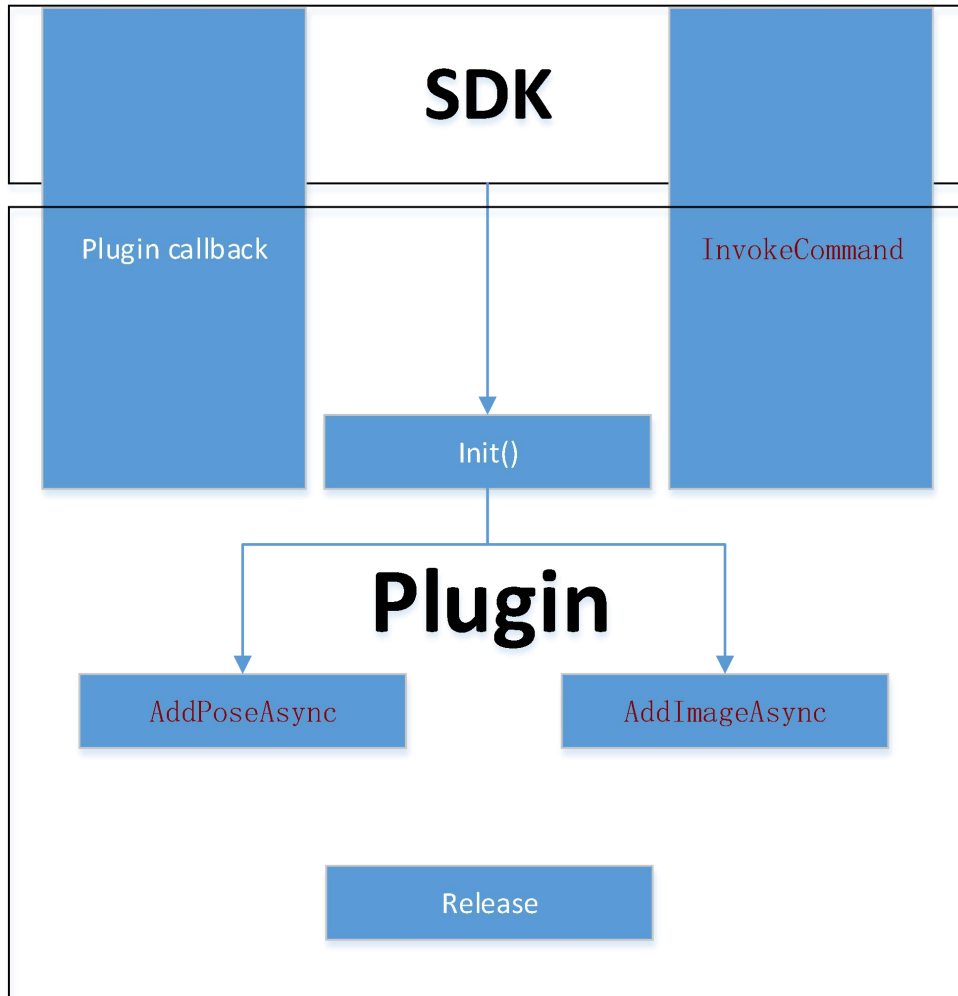 SDK
Plugin callback
InvokeCommand
Init()
Plugin
AddPoseAsync
AddImageAsync
Release